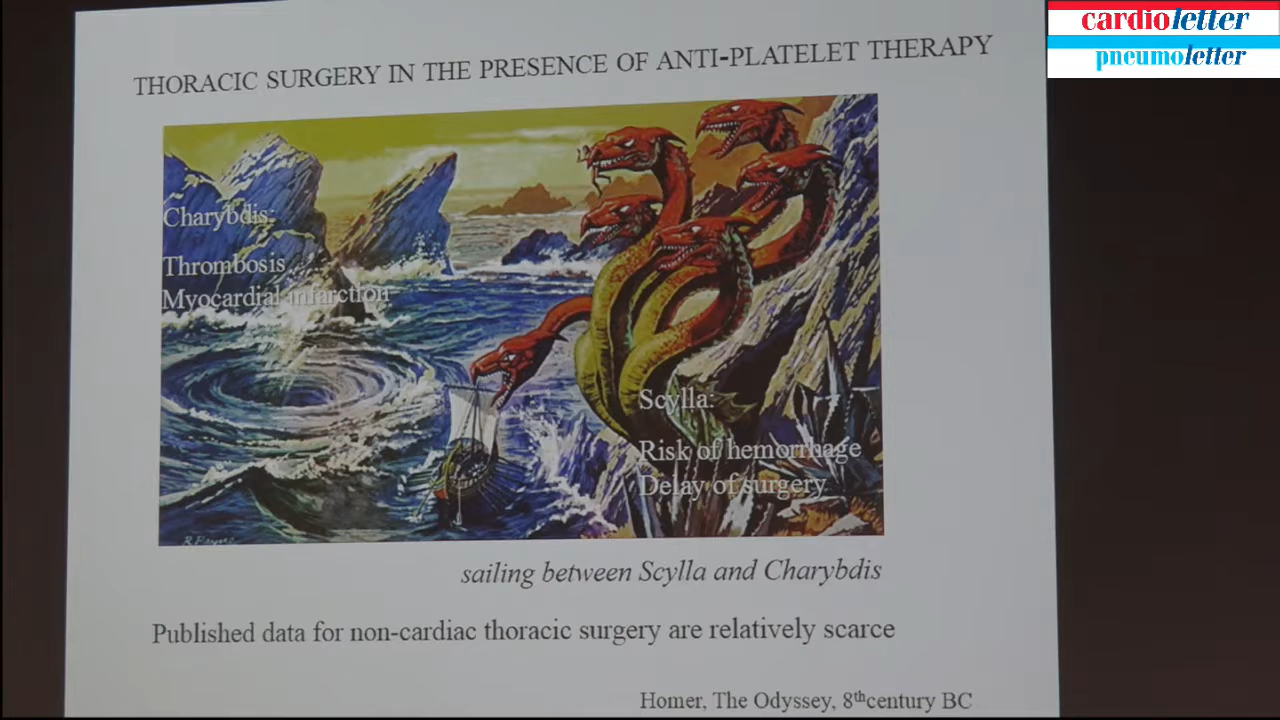 cardioletter
pneumoletter
THORACIC SURGERY IN THE PRESENCE OF ANTI-PLATELET THERAPY
Charybdis:
Thrombosis
Myocardial infarction
Scylla:
Risk of hemorrhage
Delay of surgery
sailing between Scylla and Charybdis
Published data for non-cardiac thoracic surgery are relatively scarce
Homer, The Odyssey, 8thcentury BC